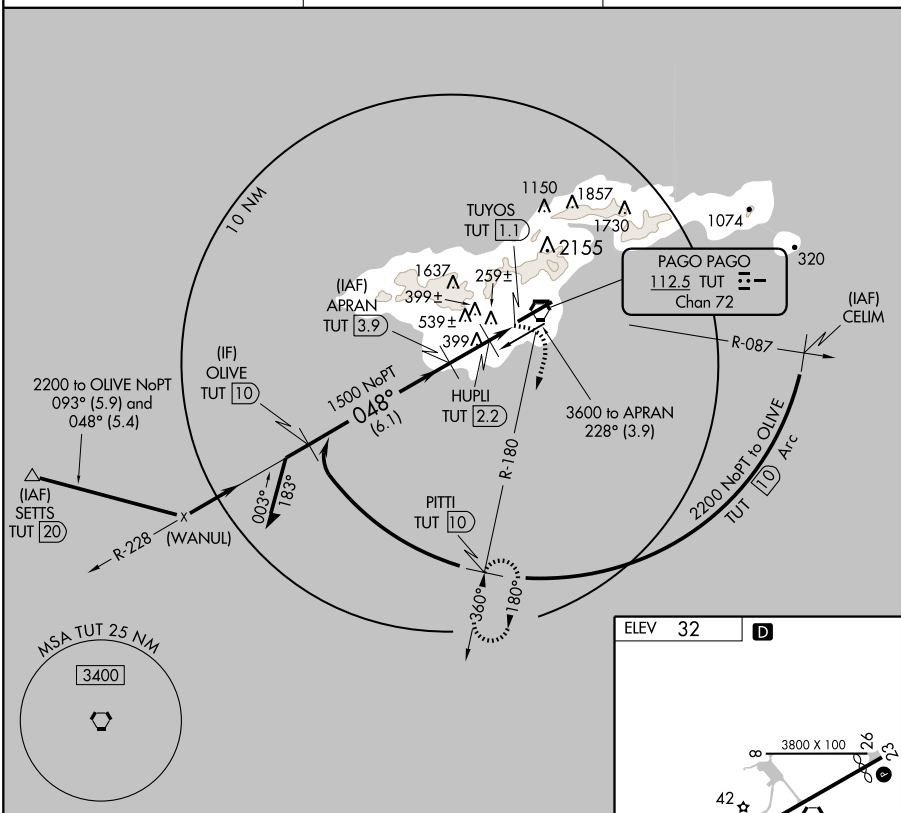 10 NM
1150
1857
1730
1074
320
TUYOS
TUT 1.1
2155
PAGO PAGO
112.5 TUT
Chan 72
1637
259±
399±
539±
399
(IAF)
APRAN
TUT 3.9
(IAF)
CELIM
R-087
(IF)
OLIVE
TUT 10
1500 NoPT
048°
(6.1)
HUPLI
TUT 2.2
3600 to APRAN
228° (3.9)
2200 to OLIVE NoPT
093° (5.9) and
048° (5.4)
R-180
2200 NoPT to OLIVE
TUT 10 Arc
(IAF)
SETTS
TUT 20
(WANUL)
R-228
003°
183°
PITTI
TUT 10
360°
180°
MSA TUT 25 NM
3400
ELEV 32
D
8
3800 X 100
26
23
P
42